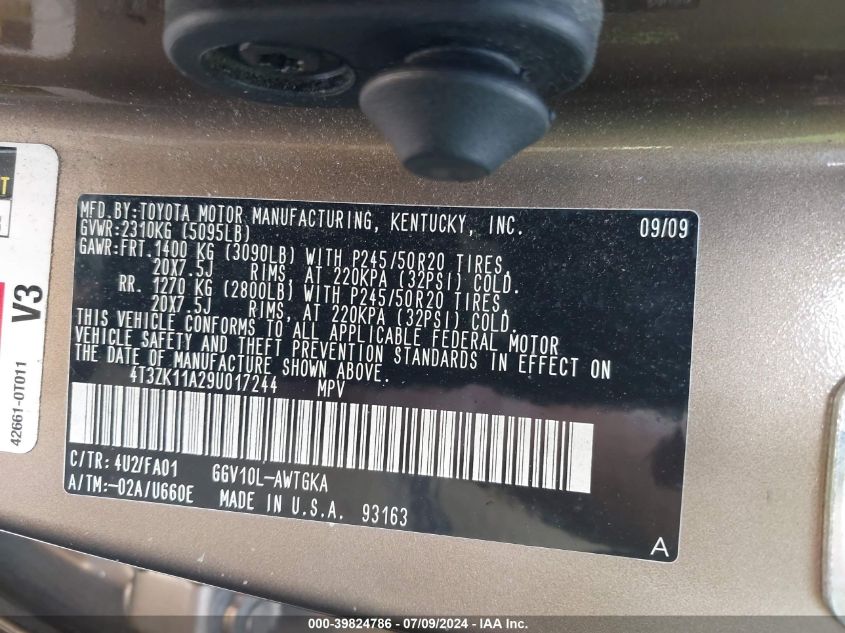 MFD.BY:TOYOTA MOTOR MANUFACTURING, KENTUCKY, INC. 09/09
GVWR:2310KG (5095LB)
GAWR:FRT.1400 KG (3090LB) WITH P245/50R20 TIRES,
20X7.5J RIMS, AT 220KPA (32PSI) COLD.
RR. 1270 KG (2800LB) WITH P245/50R20 TIRES,
20X7.5J RIMS, AT 220KPA (32PSI) COLD.
THIS VEHICLE CONFORMS TO ALL APPLICABLE FEDERAL MOTOR
VEHICLE SAFETY AND THEFT PREVENTION STANDARDS IN EFFECT ON
THE DATE OF MANUFACTURE SHOWN ABOVE.
4T3ZK11A29U017244 MPV
C/TR: 4U2/FA01 GGV10L-AWTGKA
A/TM:-02A/U660E MADE IN U.S.A. 93163
A
V3
42661-0T011
000-39824786 - 07/09/2024 - IAAI.COM